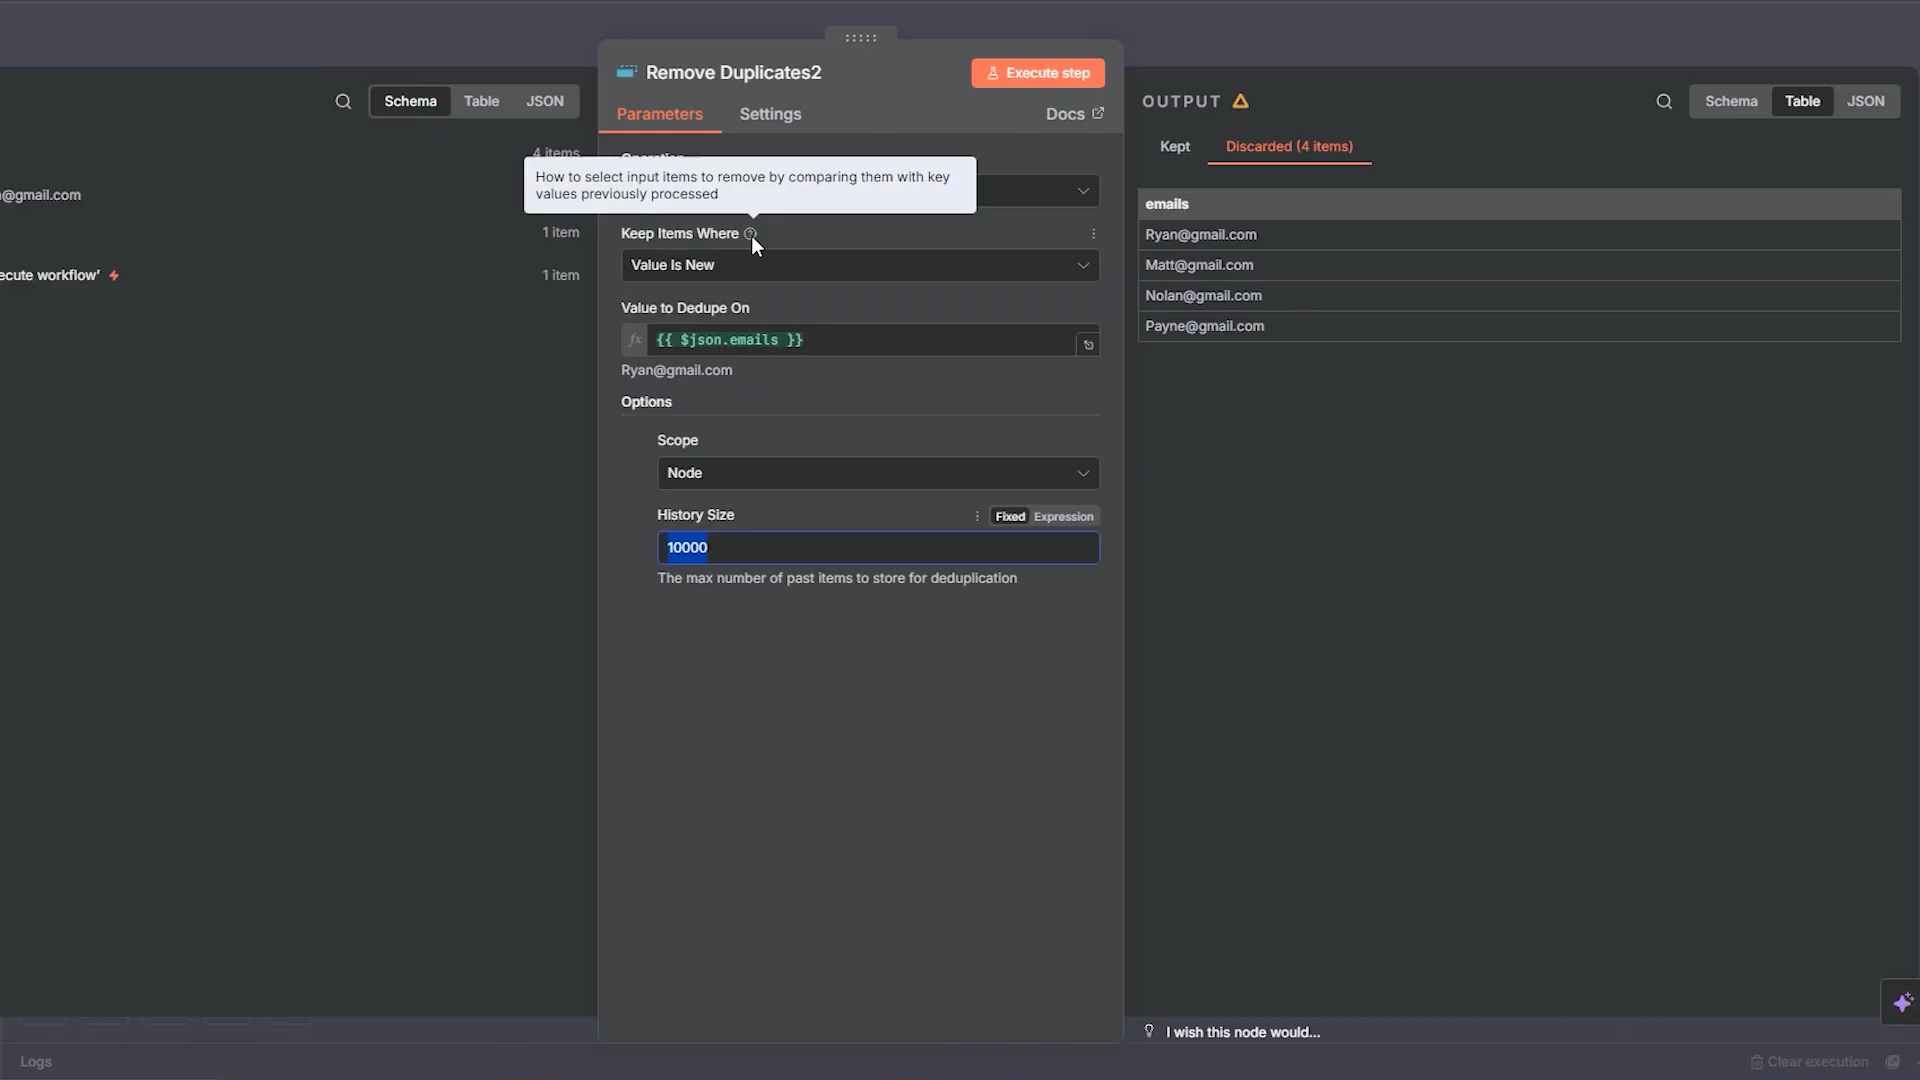 Schema
Table
JSON
4 items
@gmail.com
1 item
ecute workflow’
1 item
Remove Duplicates2
Execute step
Parameters
Settings
Docs
How to select input items to remove by comparing them with key
values previously processed
Keep Items Where
Value Is New
Value to Dedupe On
fx
{{ $json.emails }}
Ryan@gmail.com
Options
Scope
Node
History Size
Fixed
Expression
10000
The max number of past items to store for deduplication
OUTPUT
Schema
Table
JSON
Kept
Discarded (4 items)
emails
Ryan@gmail.com
Matt@gmail.com
Nolan@gmail.com
Payne@gmail.com
I wish this node would...
Logs
Clear execution